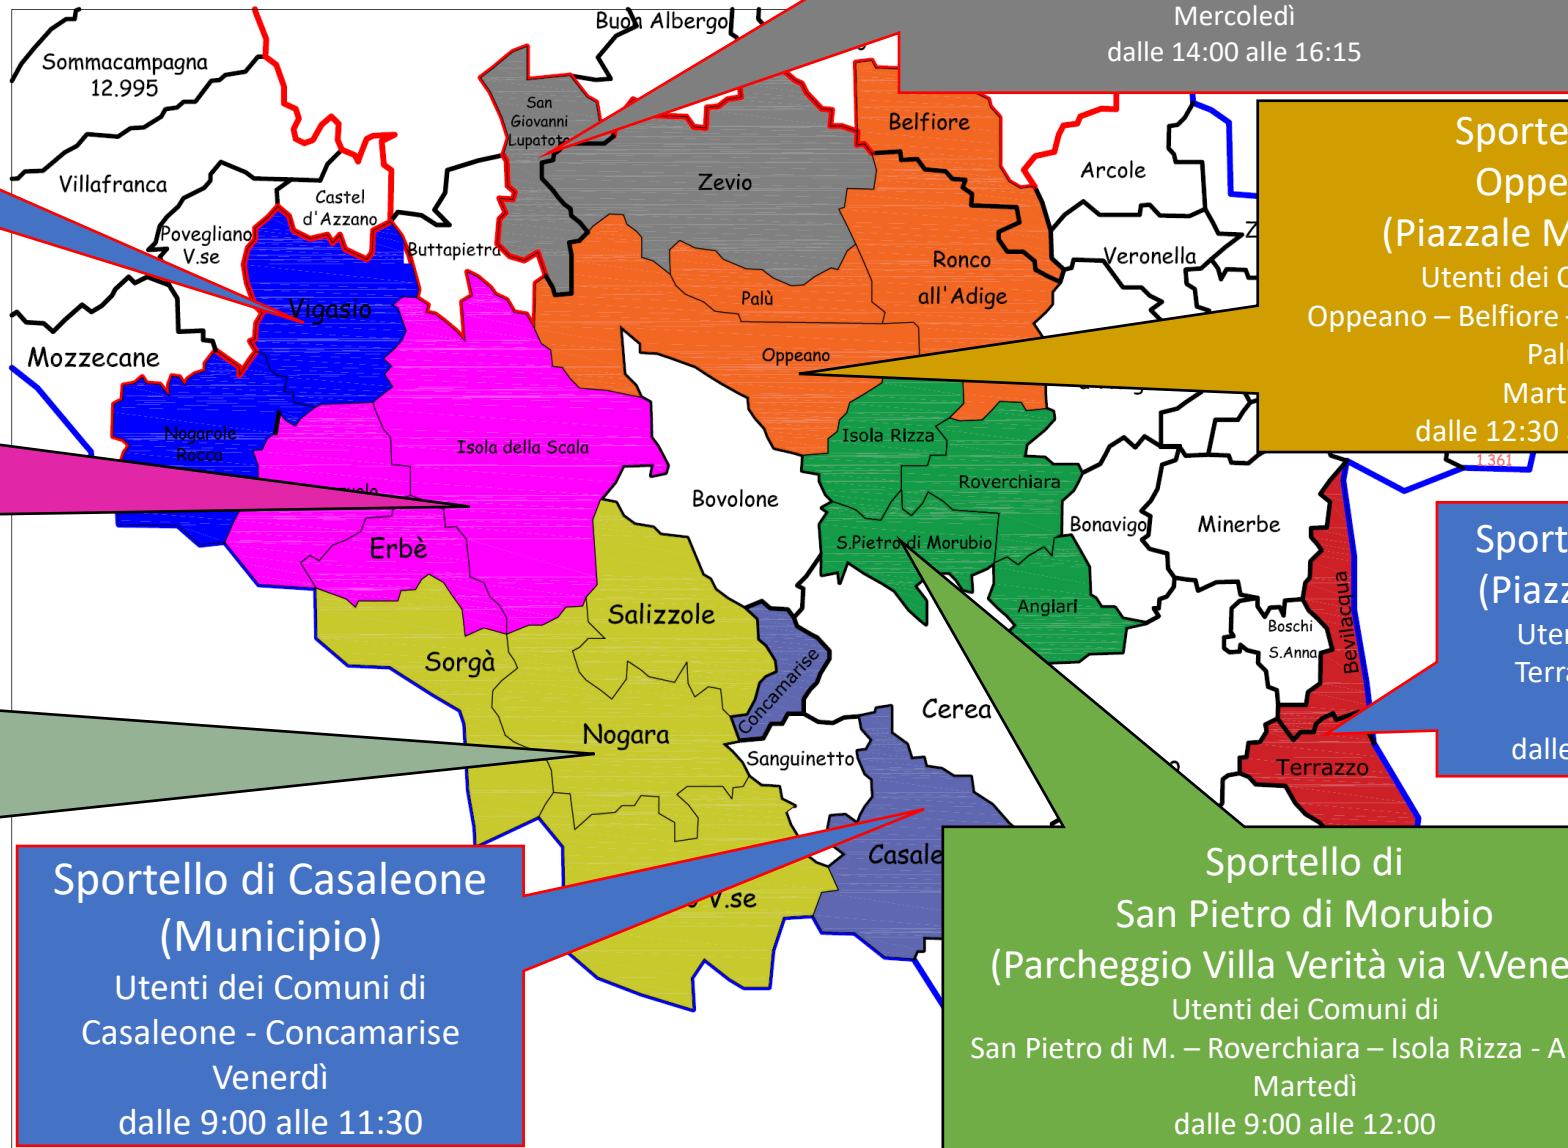 Mercoledì
dalle 14:00 alle 16:15
Buon Albergo
Sommacampagna
12.995
San
Giovanni
Lupatoto
Belfiore
Arcole
Villafranca
Castel
d'Azzano
Zevio
Povegliano
V.se
Buttapietra
Veronella
Z
Ronco
all'Adige
Palù
Vigasio
Mozzecane
Oppeano
Sporte
Oppe
(Piazzale M
Utenti dei C
Oppeano – Belfiore -
Pal
Mart
dalle 12:30
1.361
Nogarole
Rocca
Isola della Scala
Isola Rizza
Roverchiara
Bovolone
Bonavigo
Minerbe
Erbè
S.Pietro di Morubio
Angiari
Salizzole
Boschi
S.Anna
Bevilacqua
Sorgà
Concamarise
Cerea
Nogara
Sanguinetto
Terrazzo
Sport
(Piazz
Uter
Terra
dalle
Casale
V.se
Sportello di Casaleone
(Municipio)
Utenti dei Comuni di
Casaleone - Concamarise
Venerdì
dalle 9:00 alle 11:30
Sportello di
San Pietro di Morubio
(Parcheggio Villa Verità via V.Vene
Utenti dei Comuni di
San Pietro di M. – Roverchiara – Isola Rizza - A
Martedì
dalle 9:00 alle 12:00